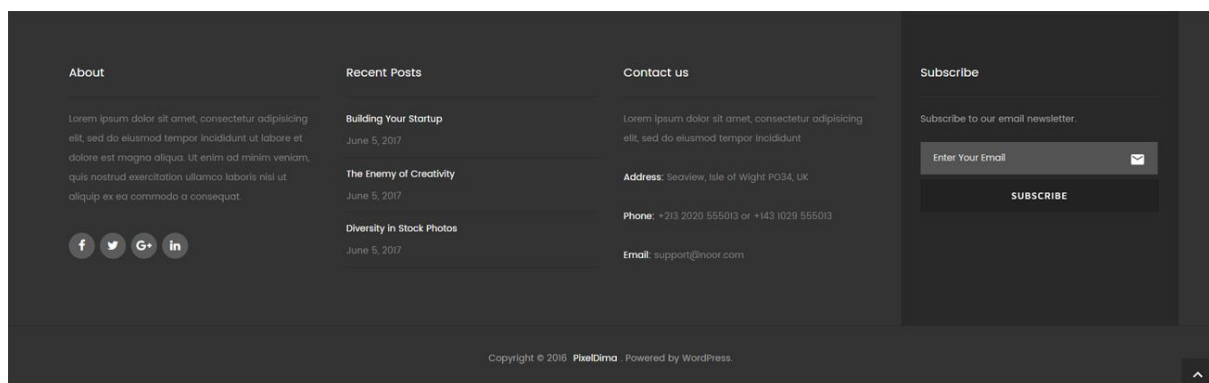 About
Lorem ipsum dolor sit amet, consectetur adipisicing
elit, sed do eiusmod tempor incididunt ut labore et
dolore est magna aliqua. Ut enim ad minim veniam,
quis nostrud exercitation ullamco laboris nisi ut
aliquip ex ea commodo a consequat.
f G+ in
Recent Posts
Building Your Startup
June 5, 2017
The Enemy of Creativity
June 5, 2017
Diversity in Stock Photos
June 5, 2017
Contact us
Lorem ipsum dolor sit amet, consectetur adipisicing
elit, sed do eiusmod tempor incididunt
Address: Seaview, Isle of Wight PO34, UK
Phone: +213 2020 555013 or +143 1029 555013
Email: support@noor.com
Subscribe
Subscribe to our email newsletter.
Enter Your Email
SUBSCRIBE
Copyright © 2016 PixelDima . Powered by WordPress.